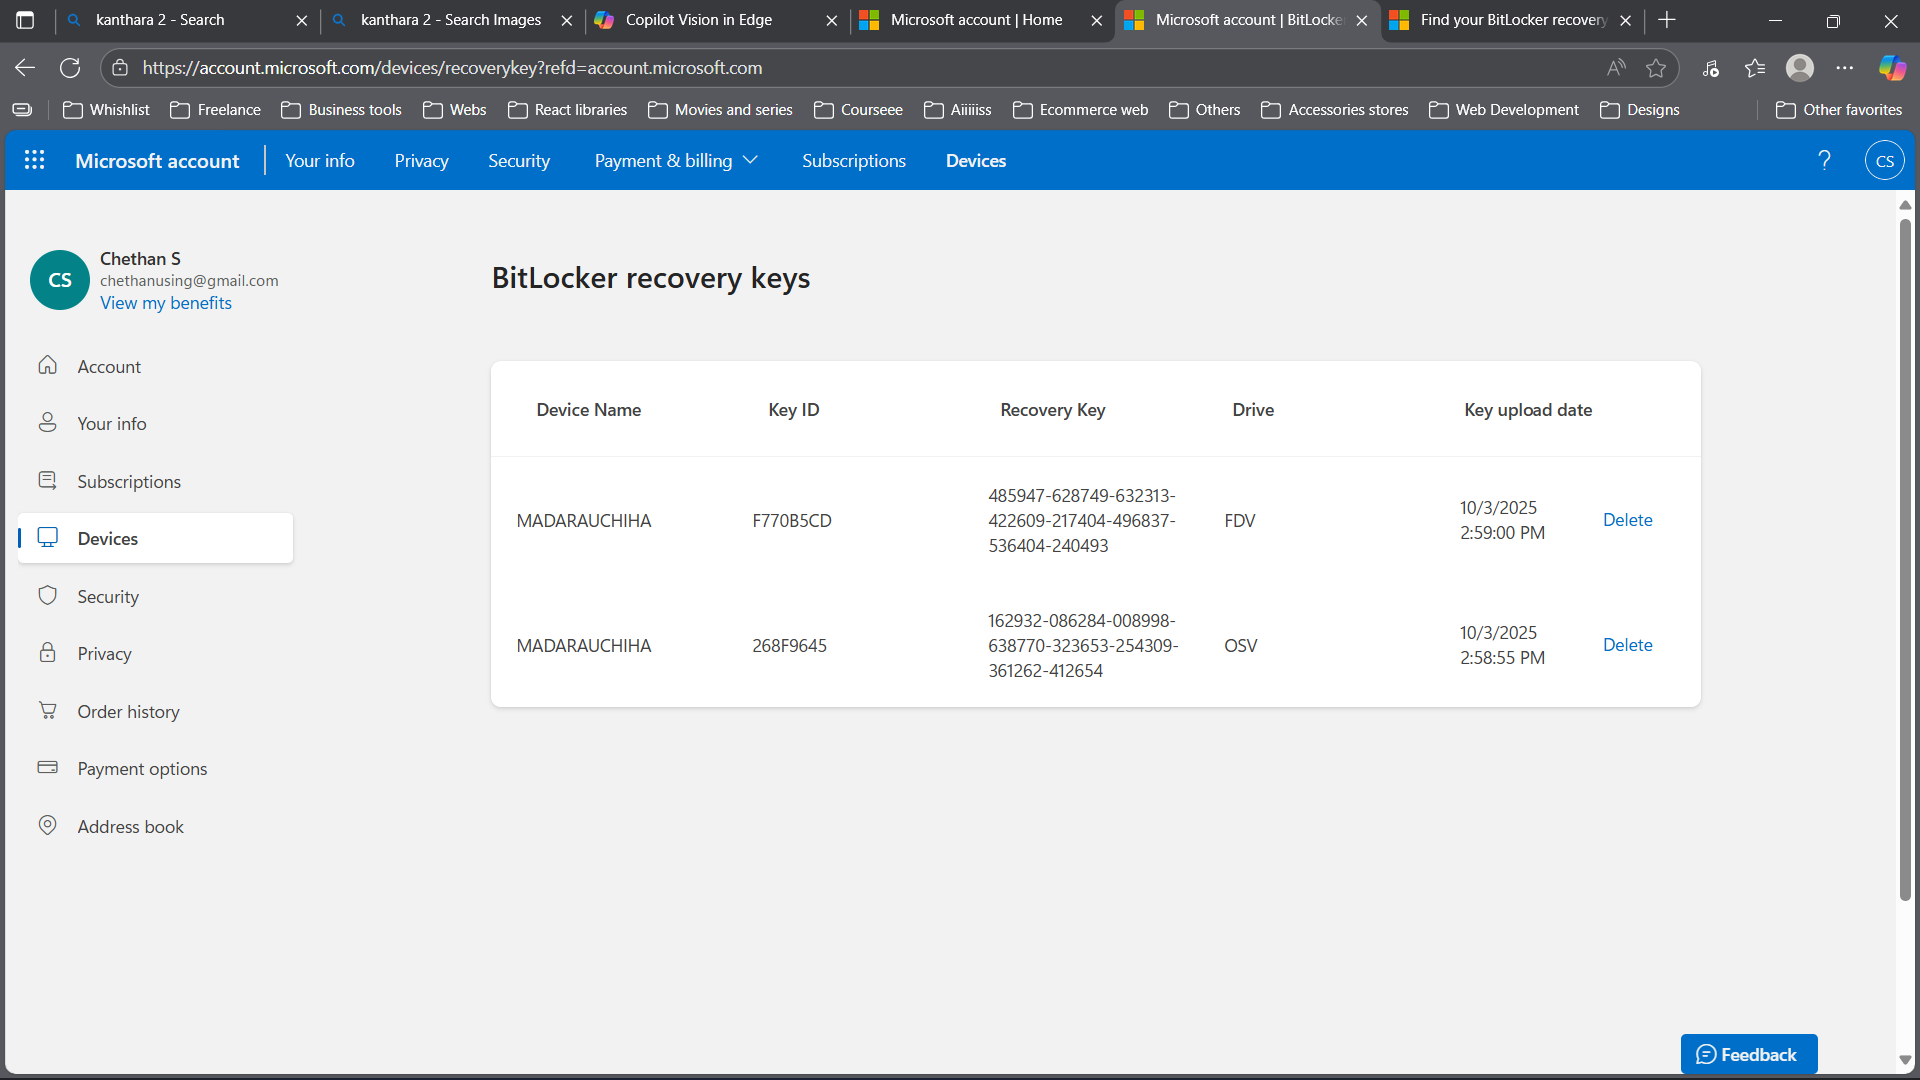 kanthara 2 - Search
kanthara 2 - Search Images
Copilot Vision in Edge
Microsoft account | Home
Microsoft account | BitLocke
Find your BitLocker recovery
https://account.microsoft.com/devices/recoverykey?refd=account.microsoft.com
Whishlist
Freelance
Business tools
Webs
React libraries
Movies and series
Courseee
Aiiiiss
Ecommerce web
Others
Accessories stores
Web Development
Designs
Other favorites
Microsoft account
Your info
Privacy
Security
Payment & billing
Subscriptions
Devices
?
CS
CS
Chethan S
chethanusing@gmail.com
View my benefits
Account
Your info
Subscriptions
Devices
Security
Privacy
Order history
Payment options
Address book
BitLocker recovery keys
Device Name
Key ID
Recovery Key
Drive
Key upload date
MADARAUCHIHA
F770B5CD
485947-628749-632313-
422609-217404-496837-
536404-240493
FDV
10/3/2025
2:59:00 PM
Delete
MADARAUCHIHA
268F9645
162932-086284-008998-
638770-323653-254309-
361262-412654
OSV
10/3/2025
2:58:55 PM
Delete
Feedback